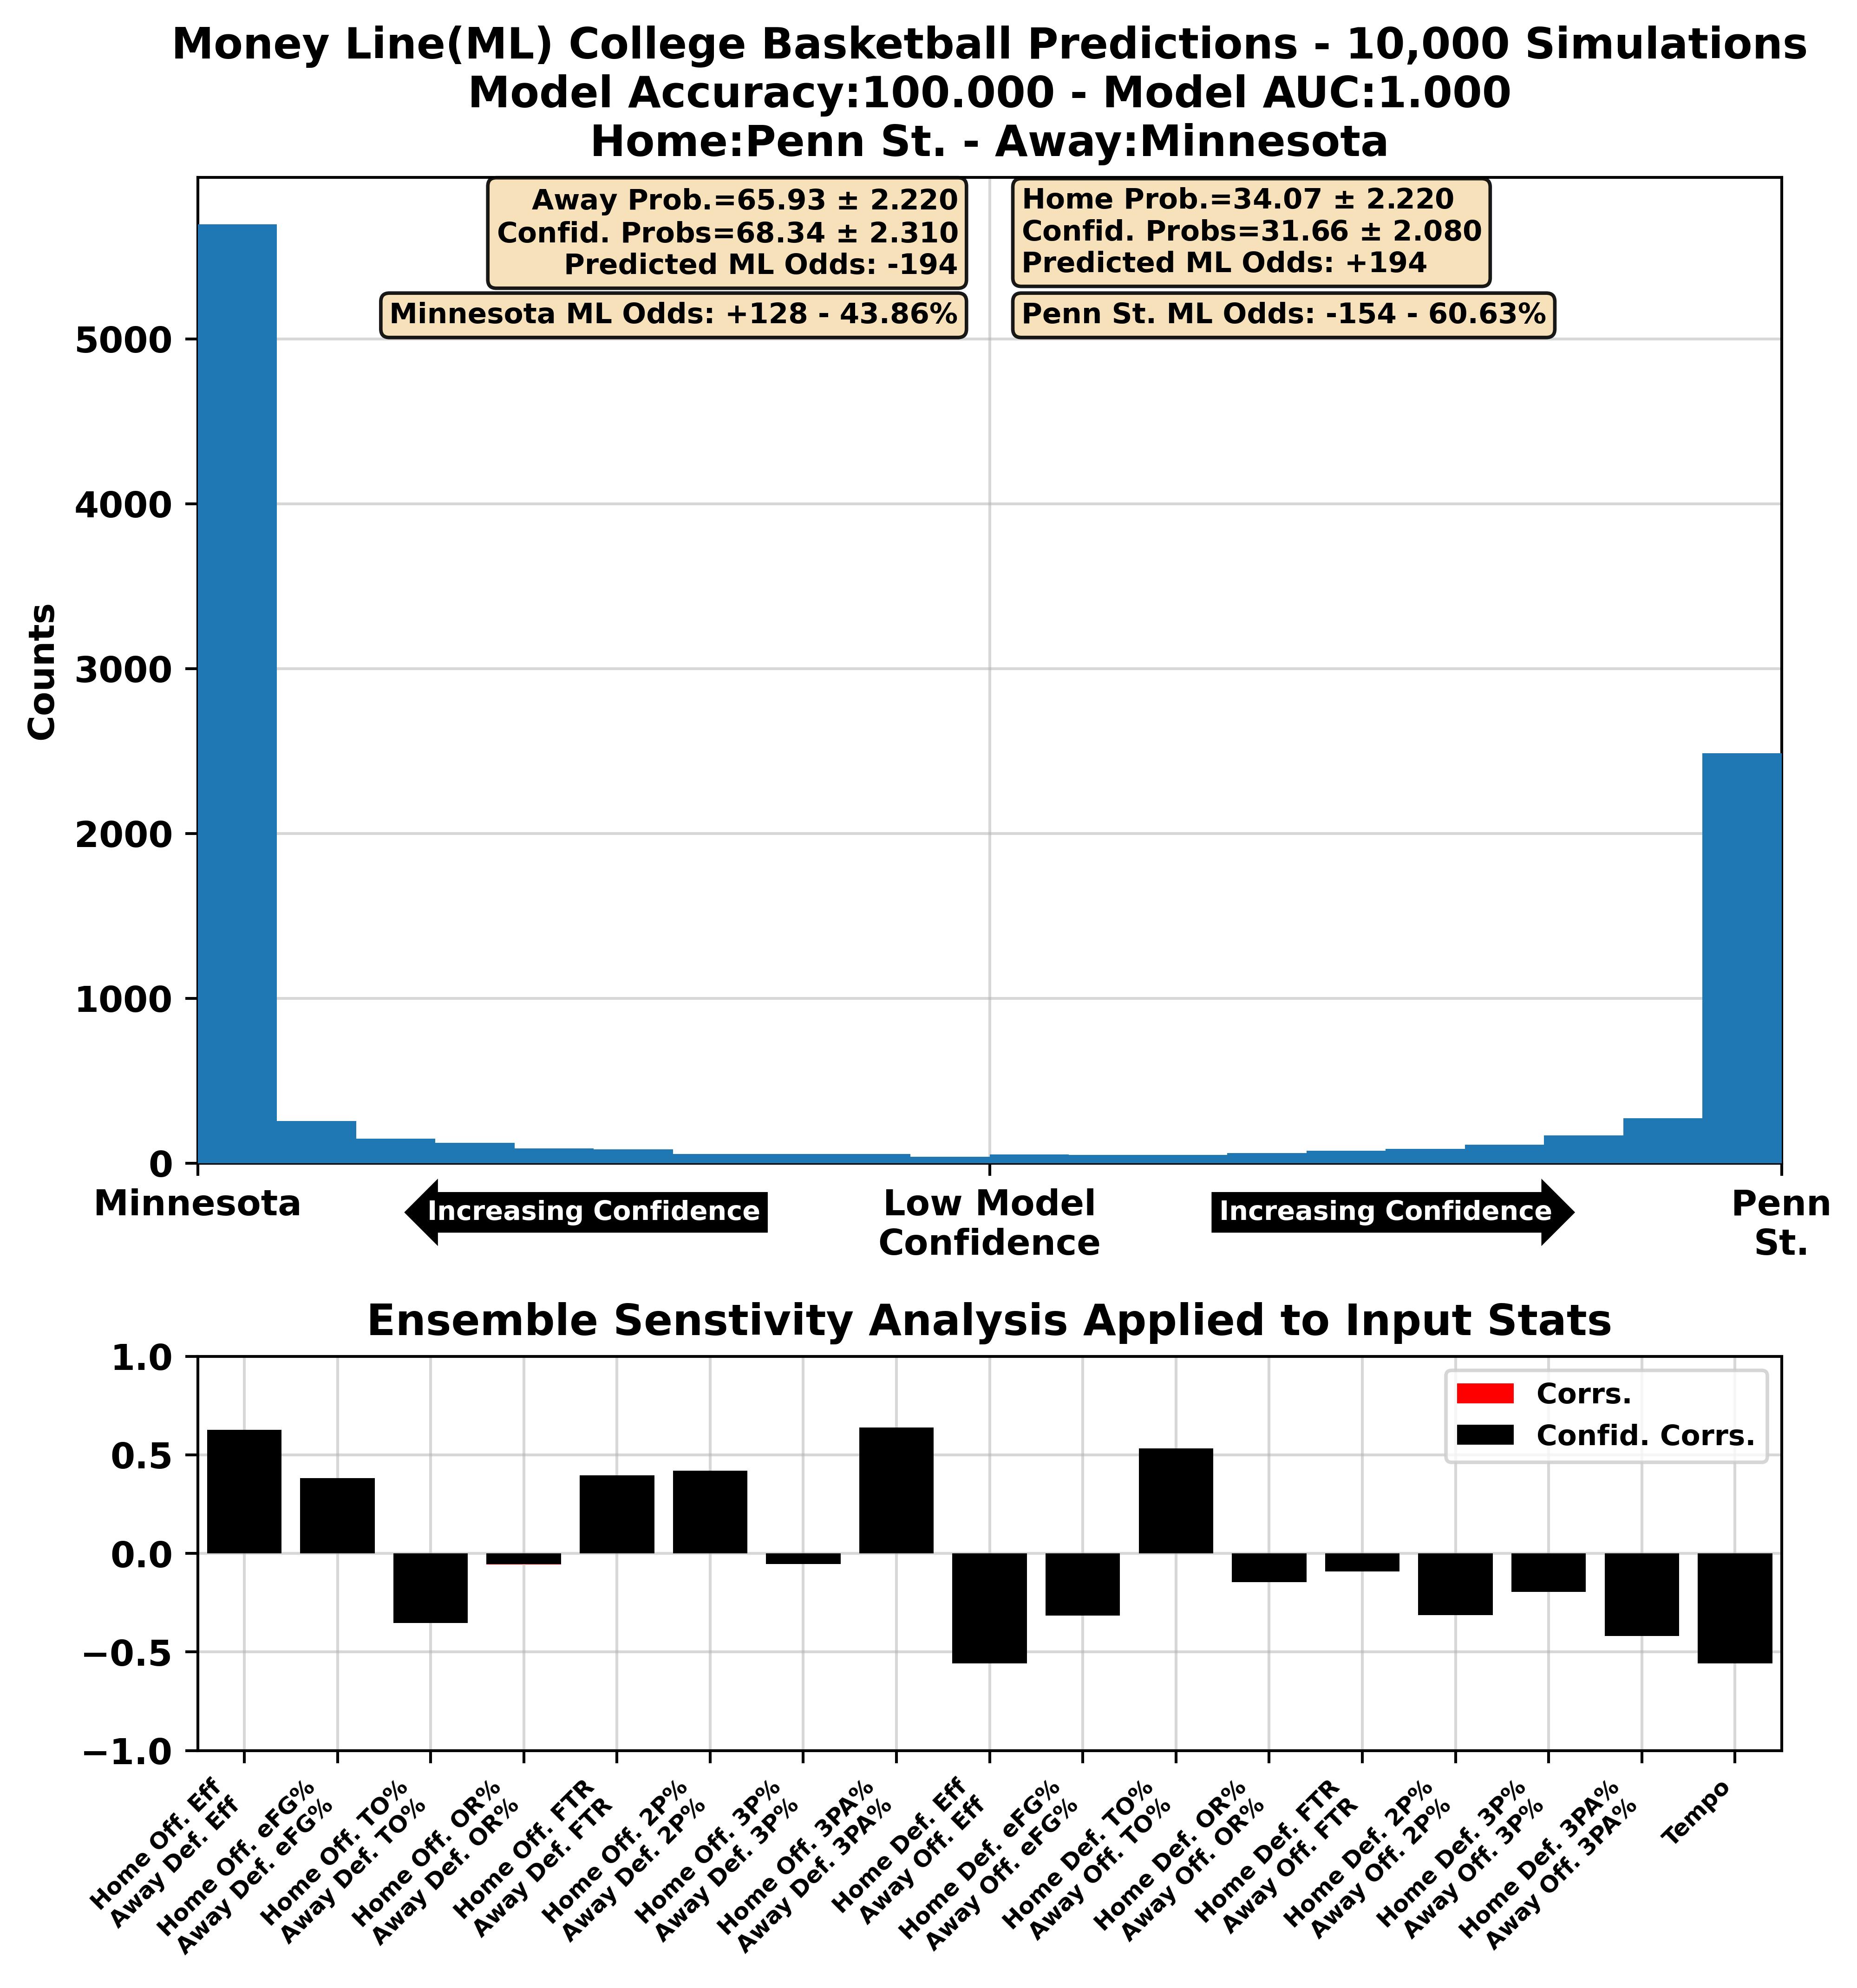 Money Line(ML) College Basketball Predictions - 10,000 Simulations
Model Accuracy:100.000 - Model AUC:1.000
Home:Penn St. - Away:Minnesota
Away Prob.=65.93 ± 2.220
Confid. Probs=68.34 ± 2.310
Predicted ML Odds: -194
Minnesota ML Odds: +128 - 43.86%
Home Prob.=34.07 ± 2.220
Confid. Probs=31.66 ± 2.080
Predicted ML Odds: +194
Penn St. ML Odds: -154 - 60.63%
Counts
5000
4000
3000
2000
1000
0
Minnesota
Increasing Confidence
Low Model
Confidence
Increasing Confidence
Penn
St.
Ensemble Senstivity Analysis Applied to Input Stats
1.0
0.5
0.0
−0.5
−1.0
Corrs.
Confid. Corrs.
Home Off. Eff
Away Def. Eff
Home Off. eFG%
Away Def. eFG%
Home Off. TO%
Away Def. TO%
Home Off. OR%
Away Def. OR%
Home Off. FTR
Away Def. FTR
Home Off. 2P%
Away Def. 2P%
Home Off. 3P%
Away Def. 3P%
Home Off. 3PA%
Away Def. 3PA%
Home Def. Eff
Away Off. Eff
Home Def. eFG%
Away Off. eFG%
Home Def. TO%
Away Off. TO%
Home Def. OR%
Away Off. OR%
Home Def. FTR
Away Off. FTR
Home Def. 2P%
Away Off. 2P%
Home Def. 3P%
Away Off. 3P%
Home Def. 3PA%
Away Off. 3PA%
Tempo